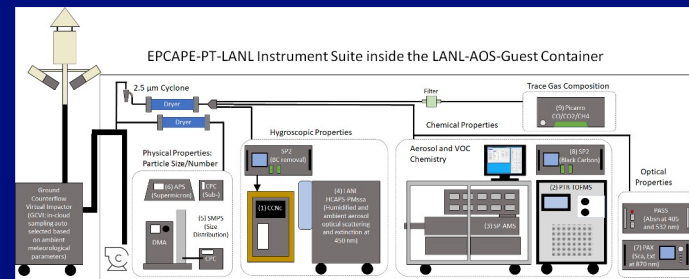 EPCAPE-PT-LANL Instrument Suite inside the LANL-AOS-Guest Container
2.5 µm Cyclone
Dryer
Dryer
Filter
Trace Gas Composition
(9) Picarro
CO/CO2/CH4
Hygroscopic Properties
Chemical Properties
Physical Properties:
Particle Size/Number
SP2
(BC removal)
Aerosol and VOC
Chemistry
(8) SP2
(Black Carbon)
Optical
Properties
Ground
Counterflow
Virtual Impactor
(GCVI: in-cloud
sampling auto
selected based
on ambient
meteorological
parameters)
(6) APS
(Supermicron)
CPC
(Sub-)
(5) SMPS
(Size
Distribution)
DMA
CPC
(1) CCNc
(4) LANL
HCAPS-PMssa
(Humidified and
ambient aerosol
optical scattering
and extinction at
450 nm)
(3) SP-AMS
(2) PTR-TOFMS
PASS
(Absn at 405
and 532 nm)
(7) PAX
(Sca, Ext
at 870 nm)